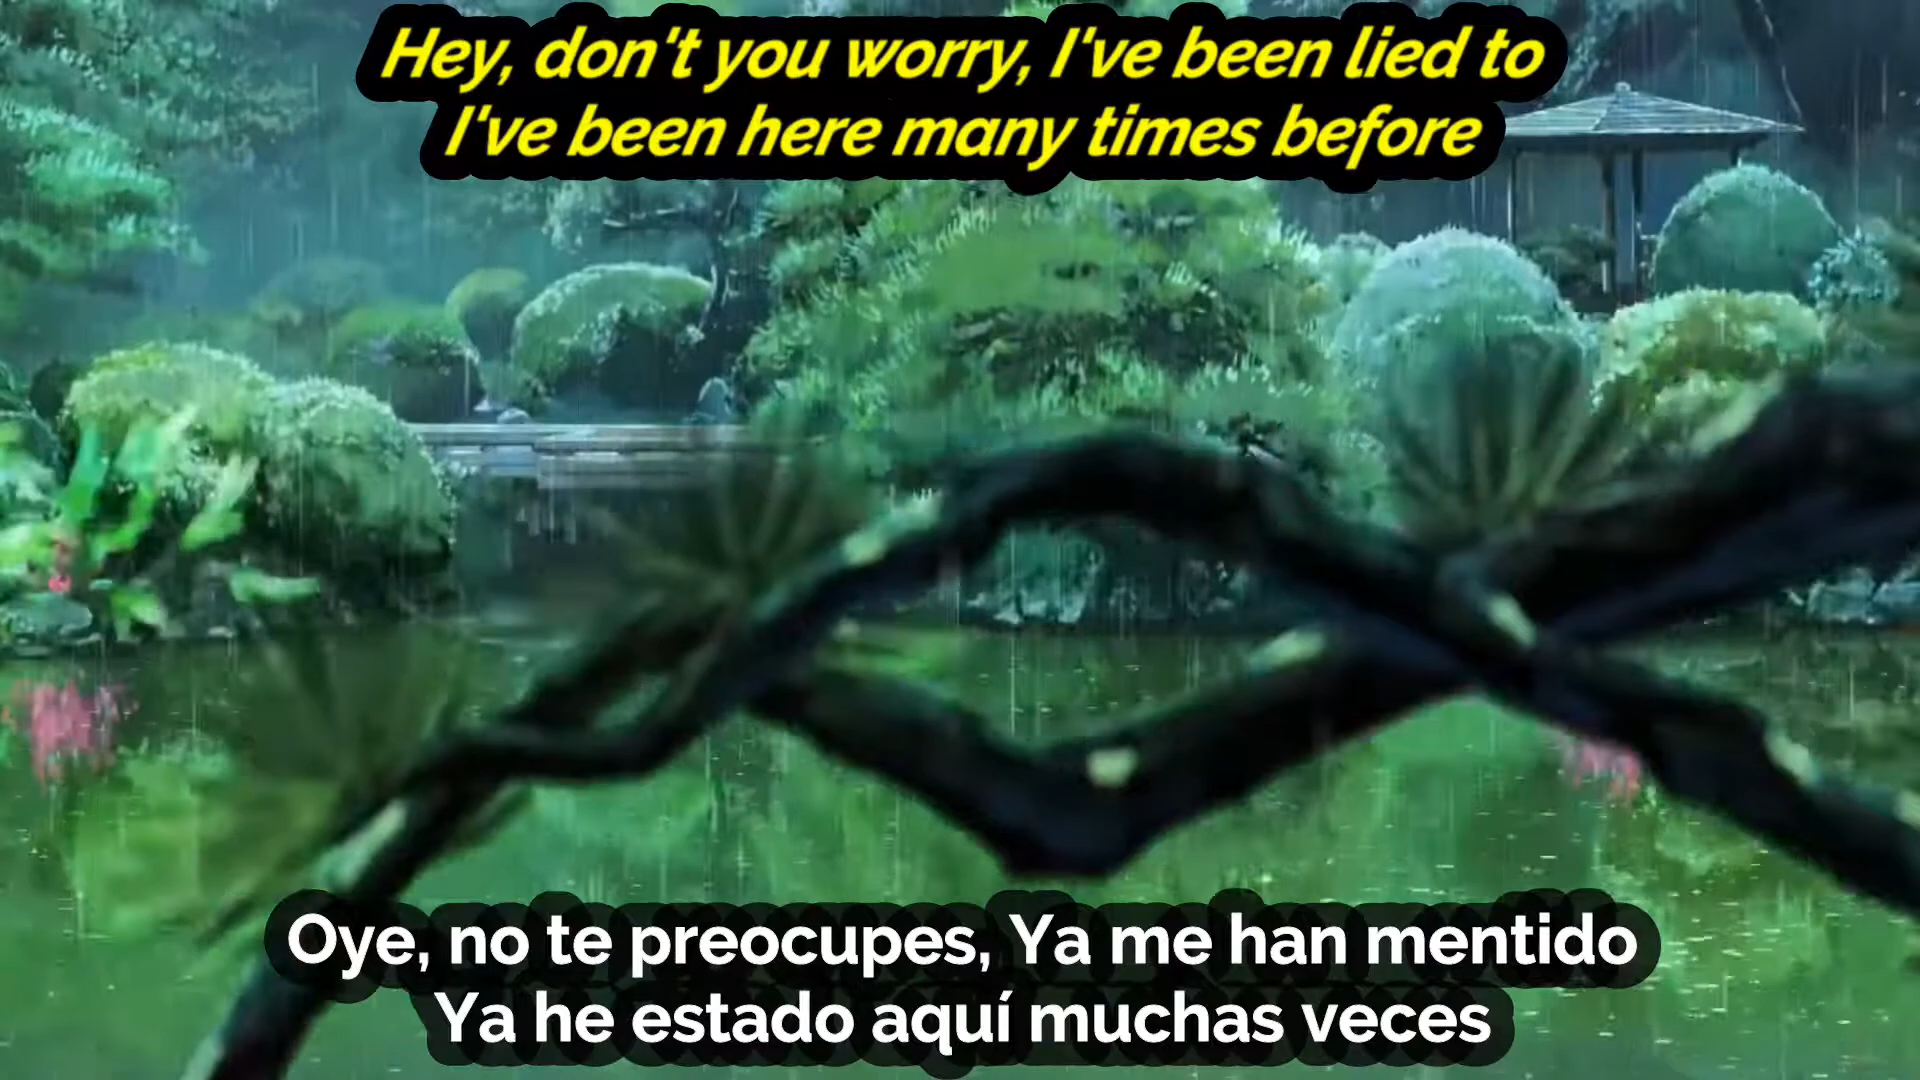 Hey, don't you worry, I've been lied to
I've been here many times before
Oye, no te preocupes, Ya me han mentido
Ya he estado aquí muchas veces